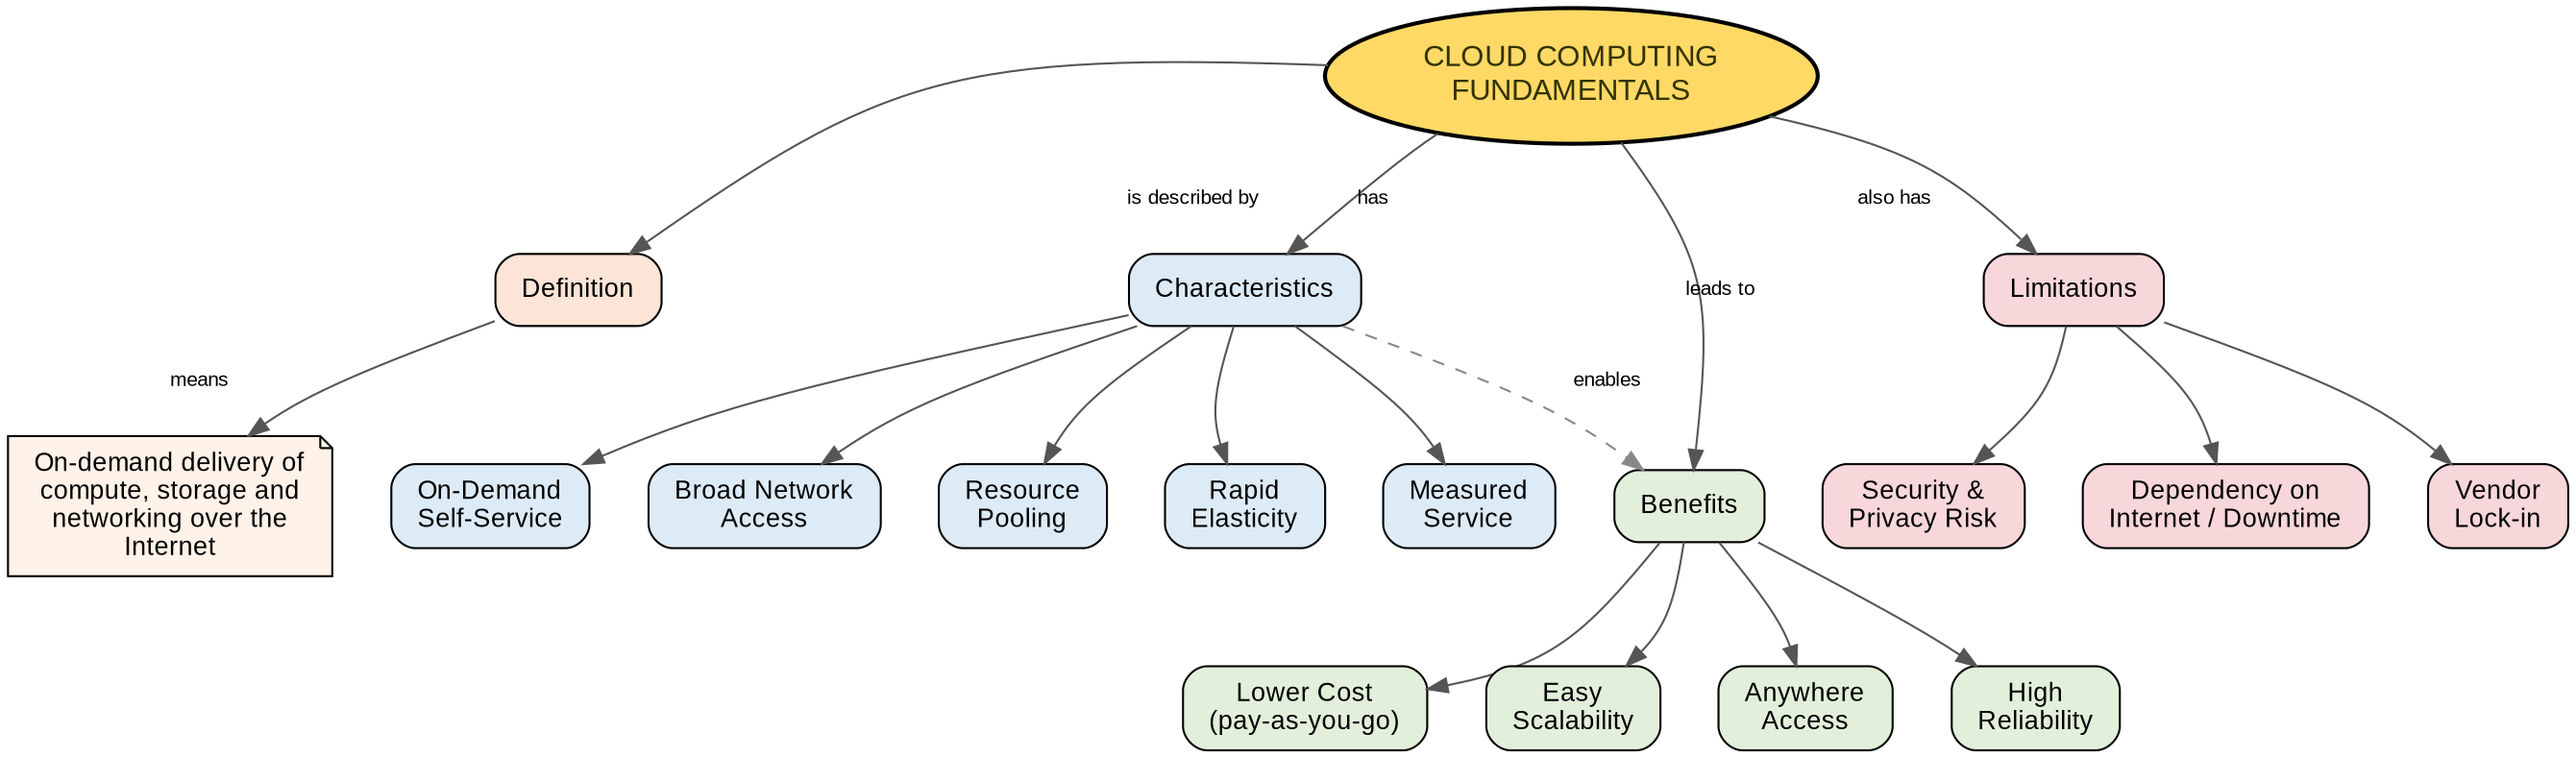 CLOUD COMPUTING
FUNDAMENTALS
is described by
has
also has
leads to
Definition
Characteristics
Limitations
means
enables
On-demand delivery of
compute, storage and
networking over the
Internet
On-Demand
Self-Service
Broad Network
Access
Resource
Pooling
Rapid
Elasticity
Measured
Service
Benefits
Security &
Privacy Risk
Dependency on
Internet / Downtime
Vendor
Lock-in
Lower Cost
(pay-as-you-go)
Easy
Scalability
Anywhere
Access
High
Reliability